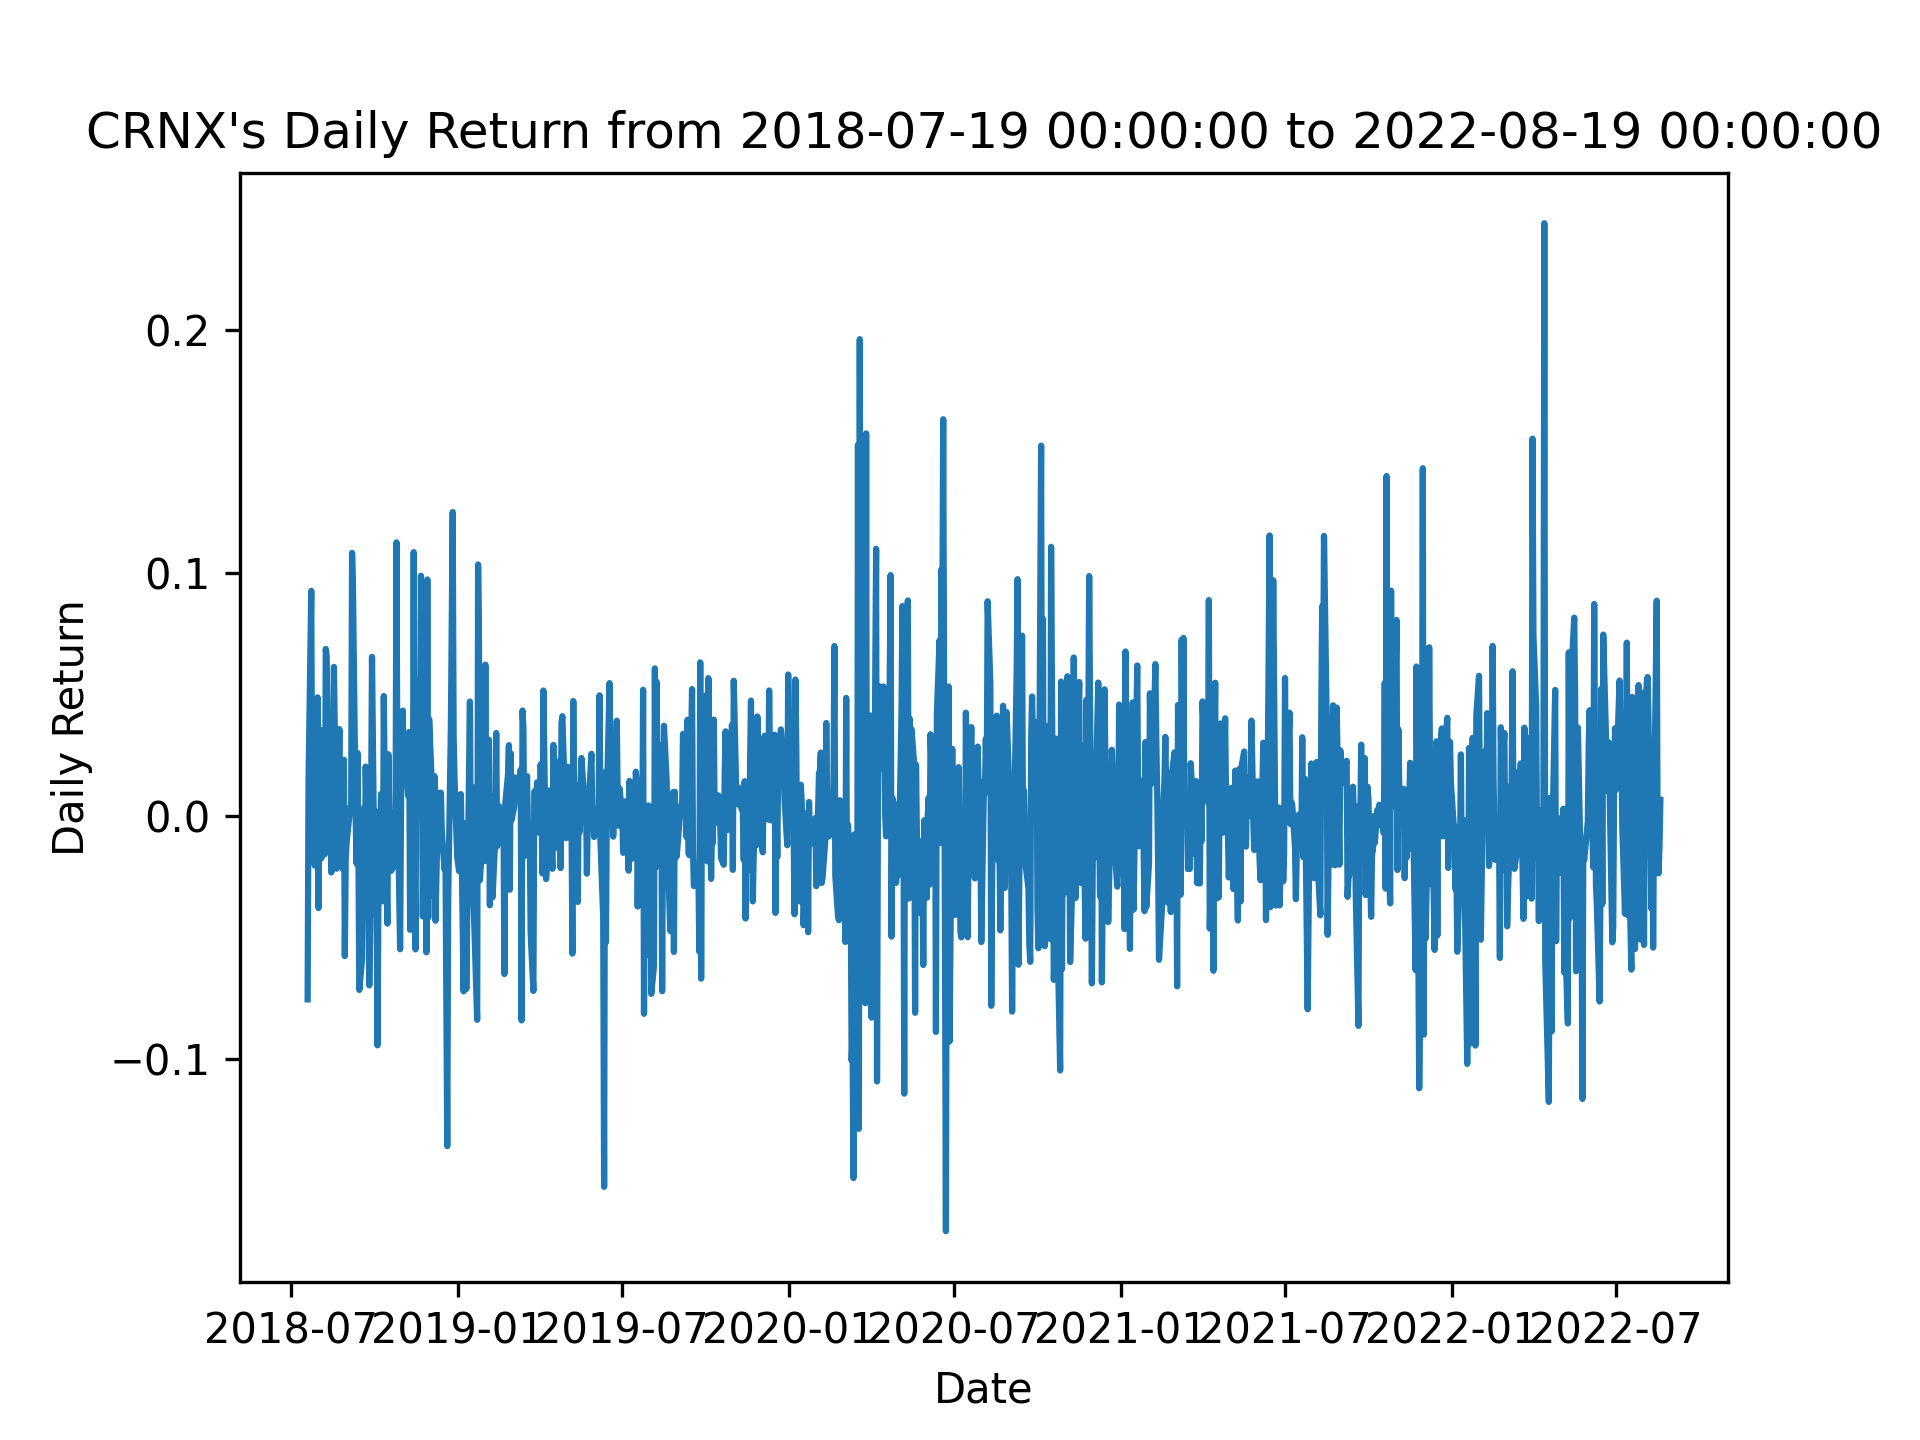 CRNX's Daily Return from 2018-07-19 00:00:00 to 2022-08-19 00:00:00
Daily Return
0.2
0.1
0.0
−0.1
2018-07 2019-01 2019-07 2020-01 2020-07 2021-01 2021-07 2022-01 2022-07
Date